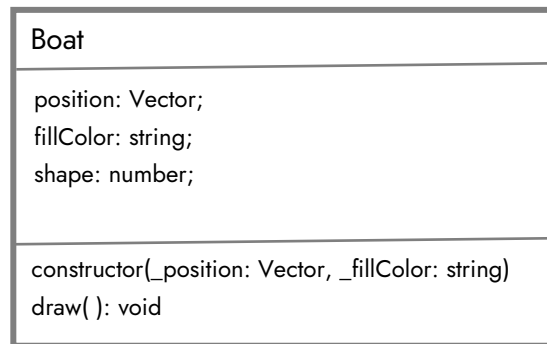 Boat
position: Vector;
fillColor: string;
shape: number;
constructor(_position: Vector, _fillColor: string)
draw( ): void